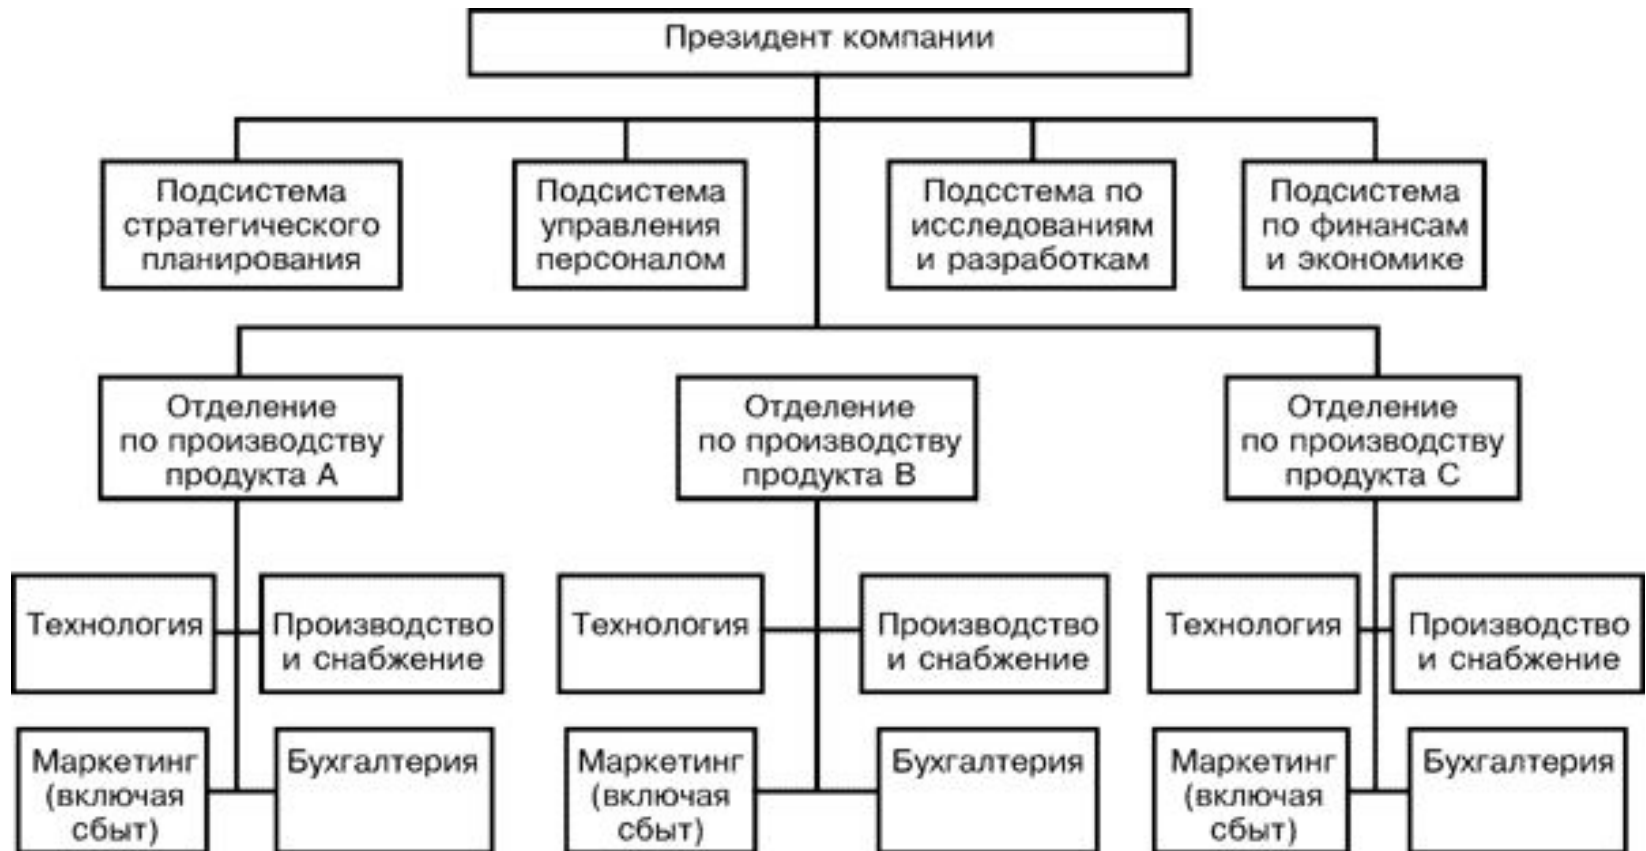 Президент компании
Подсистема
стратегического
планирования
Подсистема
управления
персоналом
Подсстема по
исследованиям
и разработкам
Подсистема
по финансам
и экономике
Отделение
по производству
продукта А
Отделение
по производству
продукта В
Отделение
по производству
продукта С
Технология
Производство
и снабжение
Технология
Производство
и снабжение
Технология
Производство
и снабжение
Маркетинг
(включая
сбыт)
Бухгалтерия
Маркетинг
(включая
сбыт)
Бухгалтерия
Маркетинг
(включая
сбыт)
Бухгалтерия